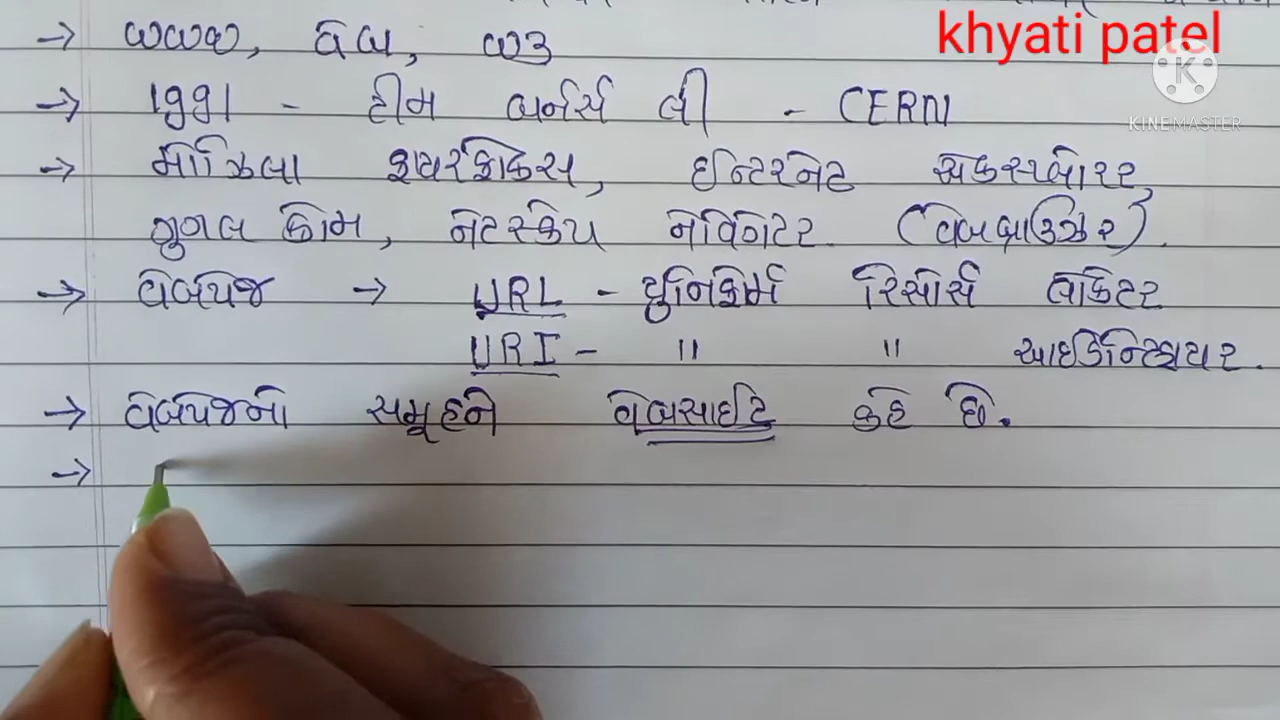 khyati patel
→ WWW, વેબ, W3
→ 1991 - ટીમ બર્નર્સ લી - CERN
KINEMASTER
→ મોઝિલા ફાયરફોક્સ, ઇન્ટરનેટ એક્સપ્લોરર,
ગુગલ ક્રોમ, નેટસ્કેપ નેવિગેટર (વેબબ્રાઉઝર).
→ વેબપેજ → URL - યુનિફોર્મ રિસોર્સ લોકેટર
URI - " " આઇડેન્ટિફાયર.
→ વેબપેજનો સમૂહને વેબસાઇટ કહે છે.
→